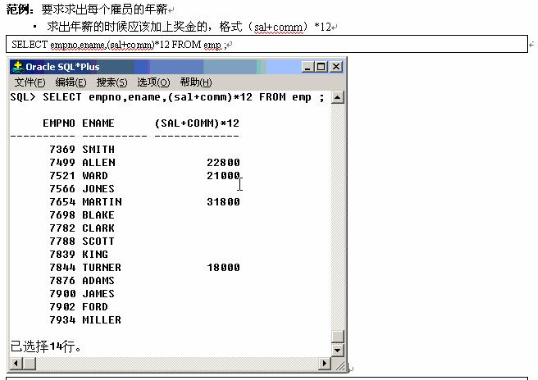 范例：要求求出每个雇员的年薪
• 求出年薪的时候应该加上奖金的，格式（sal+comm）*12
SELECT empno,ename,(sal+comm)*12 FROM emp ;
Oracle SQL*Plus
文件(F) 编辑(E) 搜索(S) 选项(O) 帮助(H)
SQL> SELECT empno,ename,(sal+comm)*12 FROM emp ;
EMPNO ENAME (SAL+COMM)*12
---------- ---------- -------------
7369 SMITH
7499 ALLEN 22800
7521 WARD 21000
7566 JONES
7654 MARTIN 31800
7698 BLAKE
7782 CLARK
7788 SCOTT
7839 KING
7844 TURNER 18000
7876 ADAMS
7900 JAMES
7902 FORD
7934 MILLER
已选择14行。